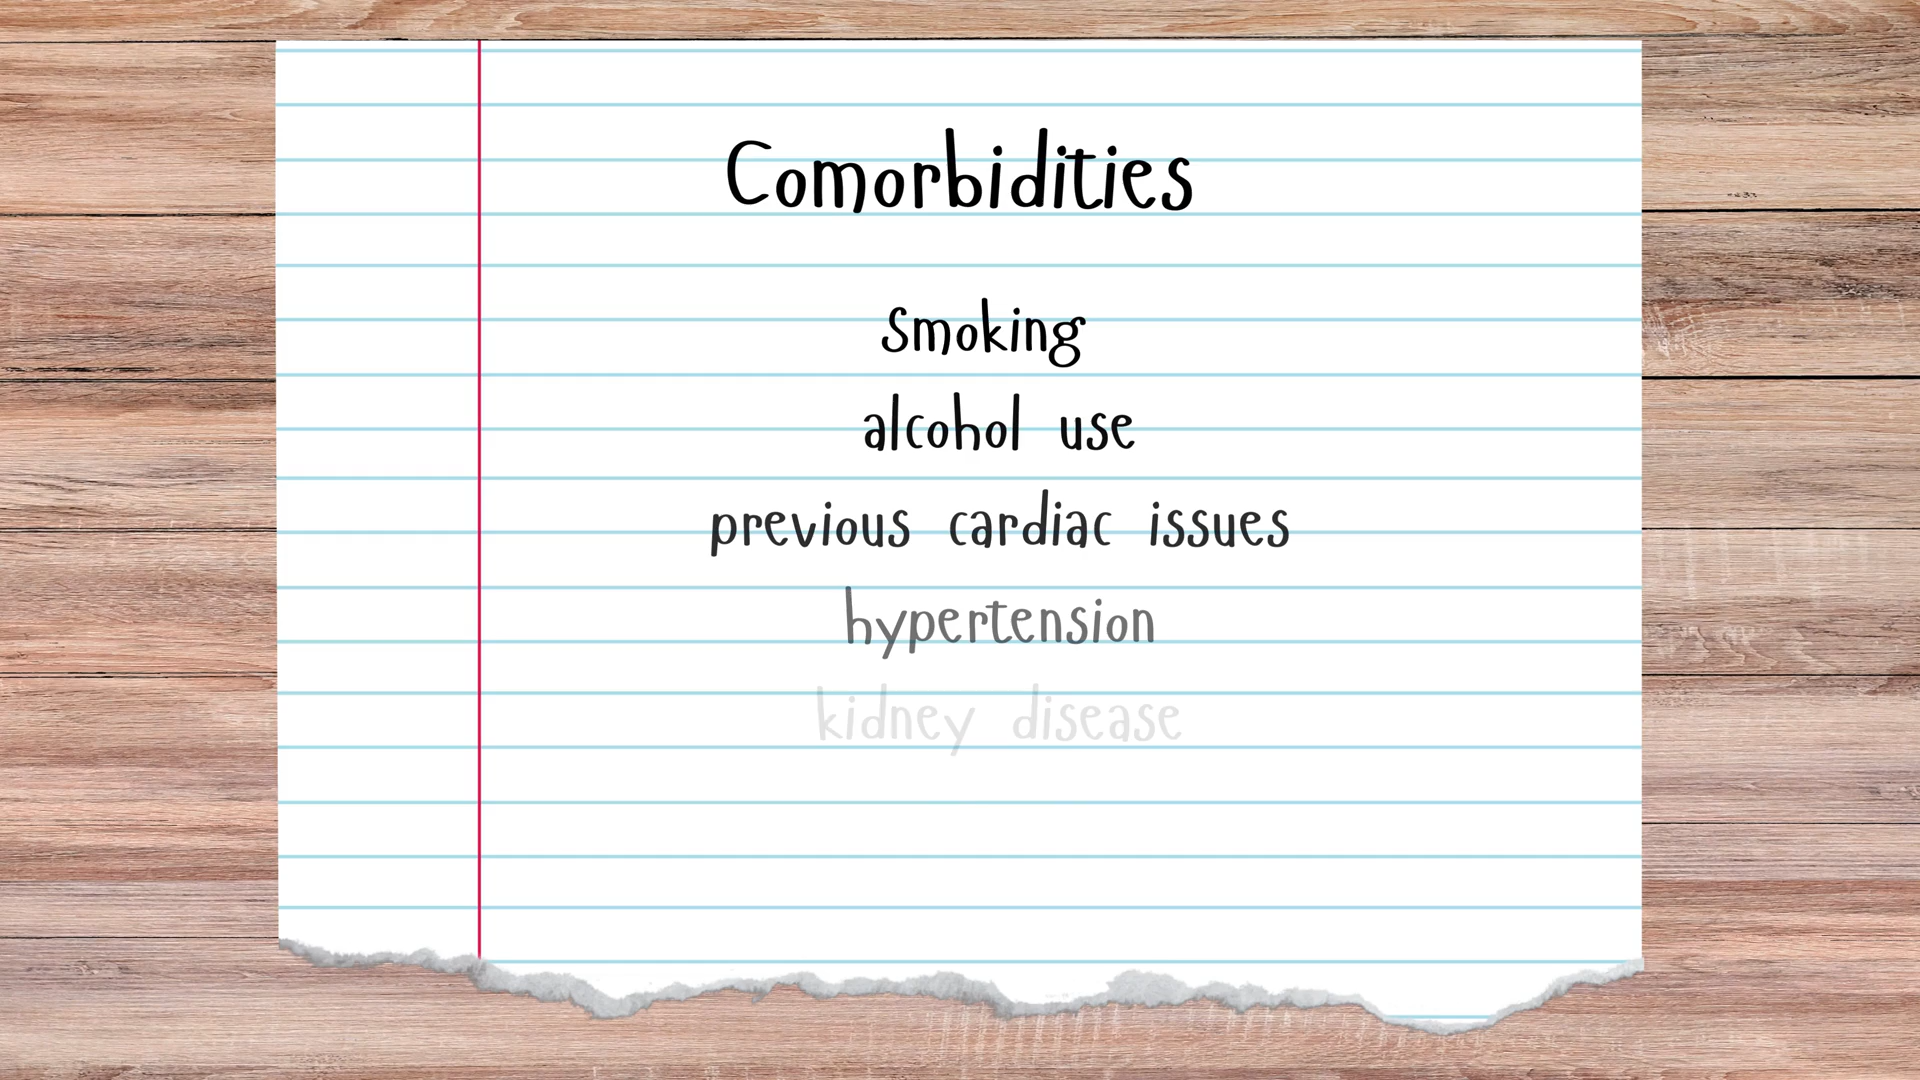 Comorbidities
Smoking
alcohol use
previous cardiac issues
hypertension
kidney disease